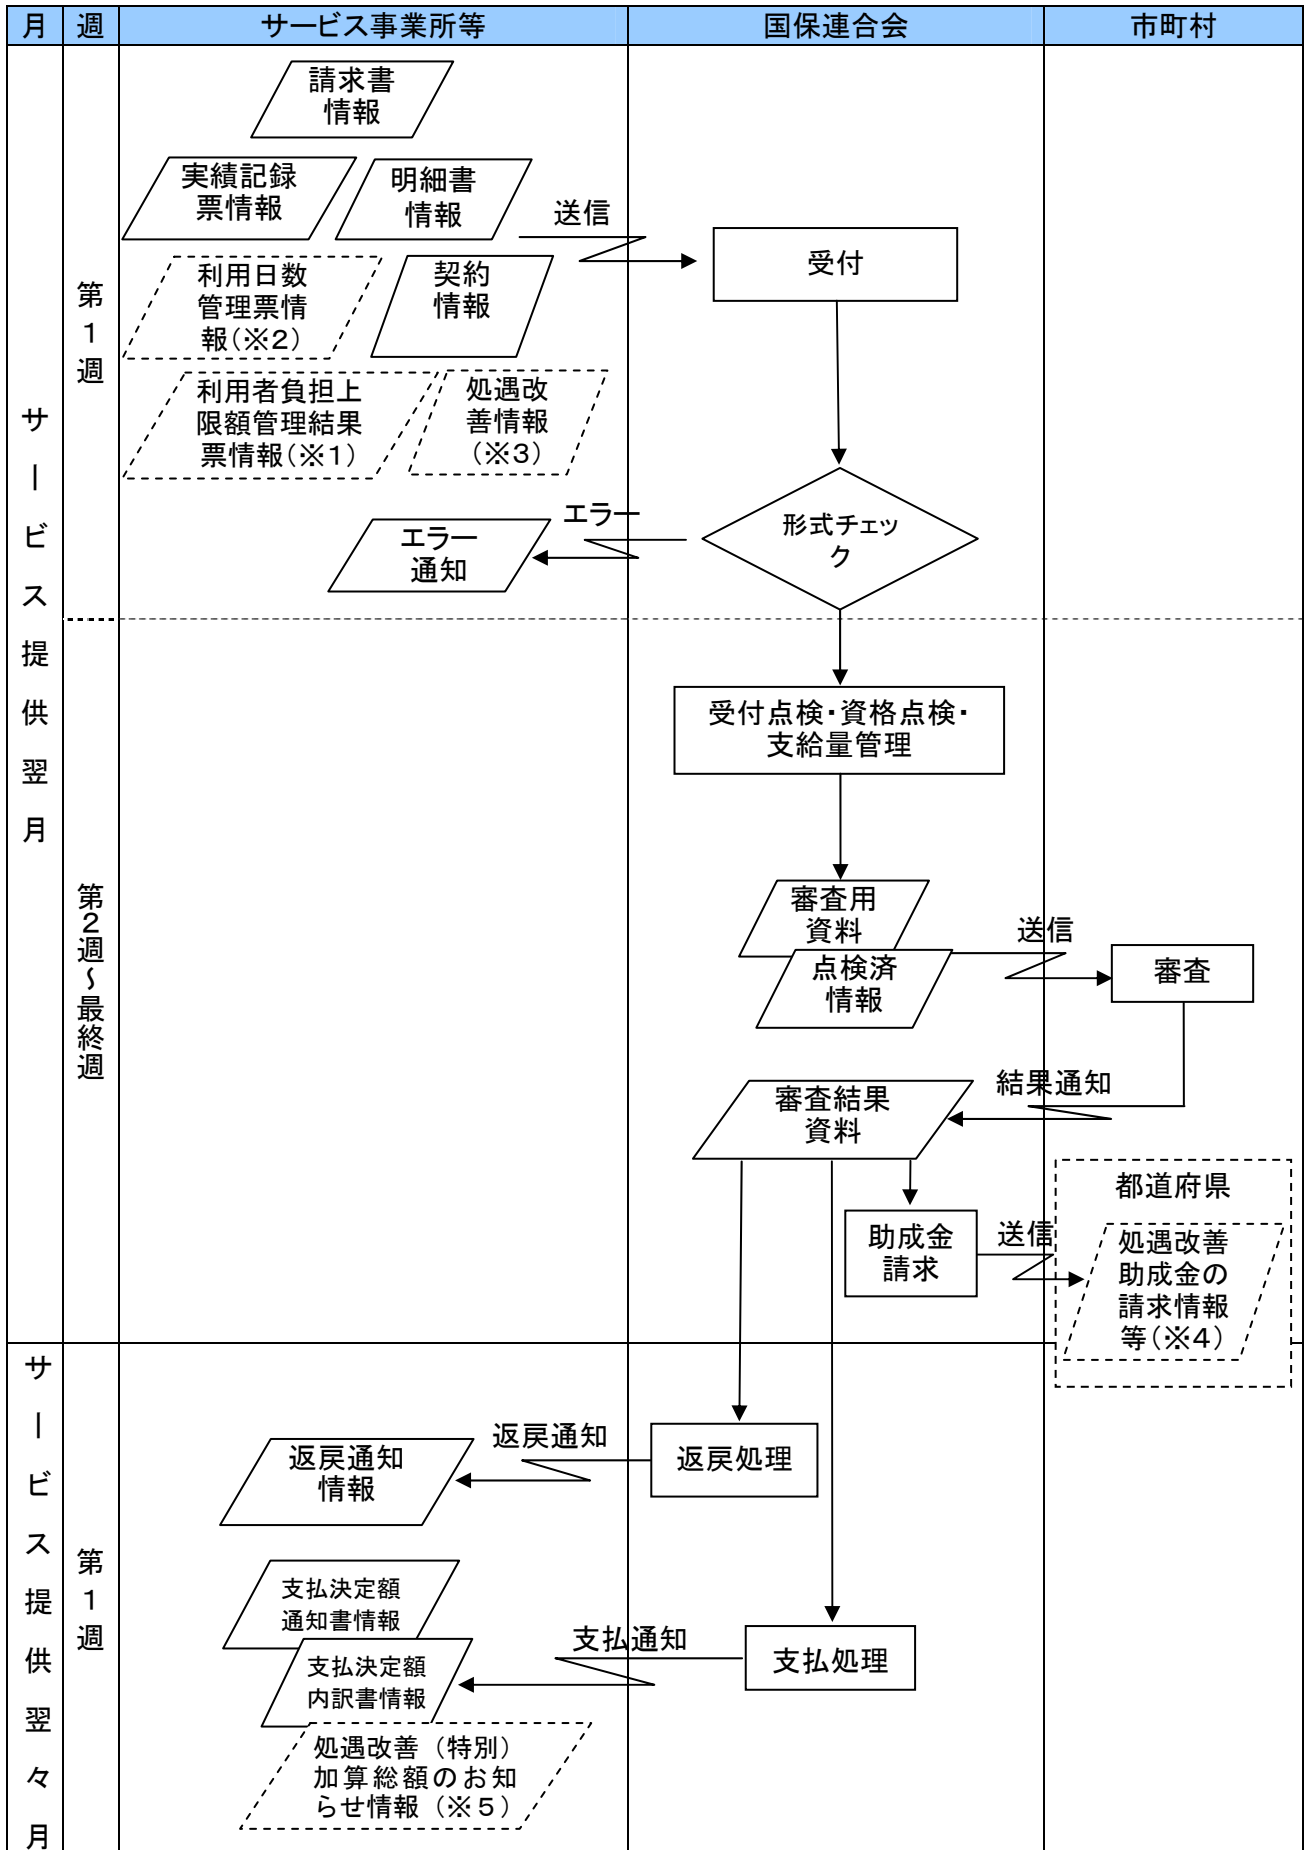 月
週
サービス事業所等
国保連合会
市町村
サービス提供翌月
第1週
請求書
情報
実績記録
票情報
明細書
情報
送信
利用日数
管理票情
報(※2)
契約
情報
利用者負担上
限額管理結果
票情報(※1)
処遇改
善情報
(※3)
受付
形式チェッ
ク
エラー
エラー
通知
第2週~最終週
受付点検・資格点検・
支給量管理
審査用
資料
点検済
情報
送信
審査
結果通知
審査結果
資料
都道府県
助成金
請求
送信
処遇改善
助成金の
請求情報
等(※4)
サービス提供翌々月
第1週
返戻処理
返戻通知
返戻通知
情報
支払処理
支払通知
支払決定額
通知書情報
支払決定額
内訳書情報
処遇改善(特別)
加算総額のお知
らせ情報(※5)